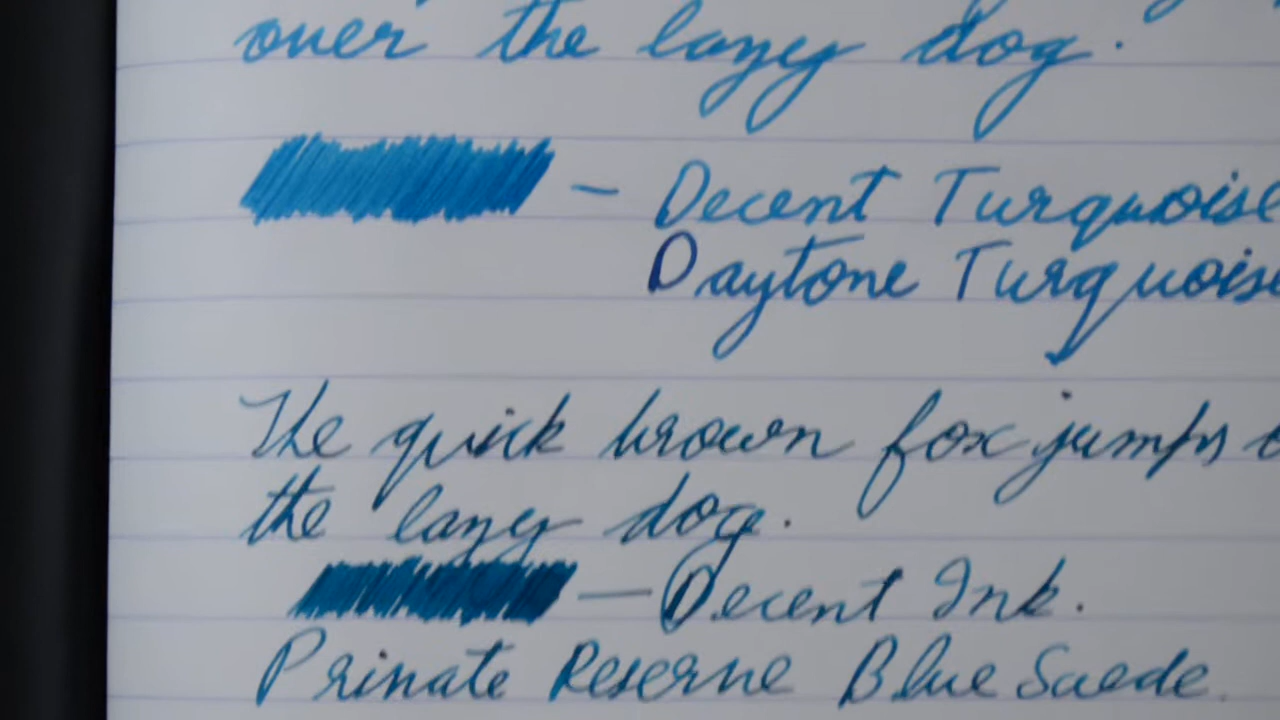 over the lazy dog.
- Decent Turquoise
Daytone Turquoise
The quick brown fox jumps
the lazy dog.
- Decent Ink.
Private Reserve Blue Suede.